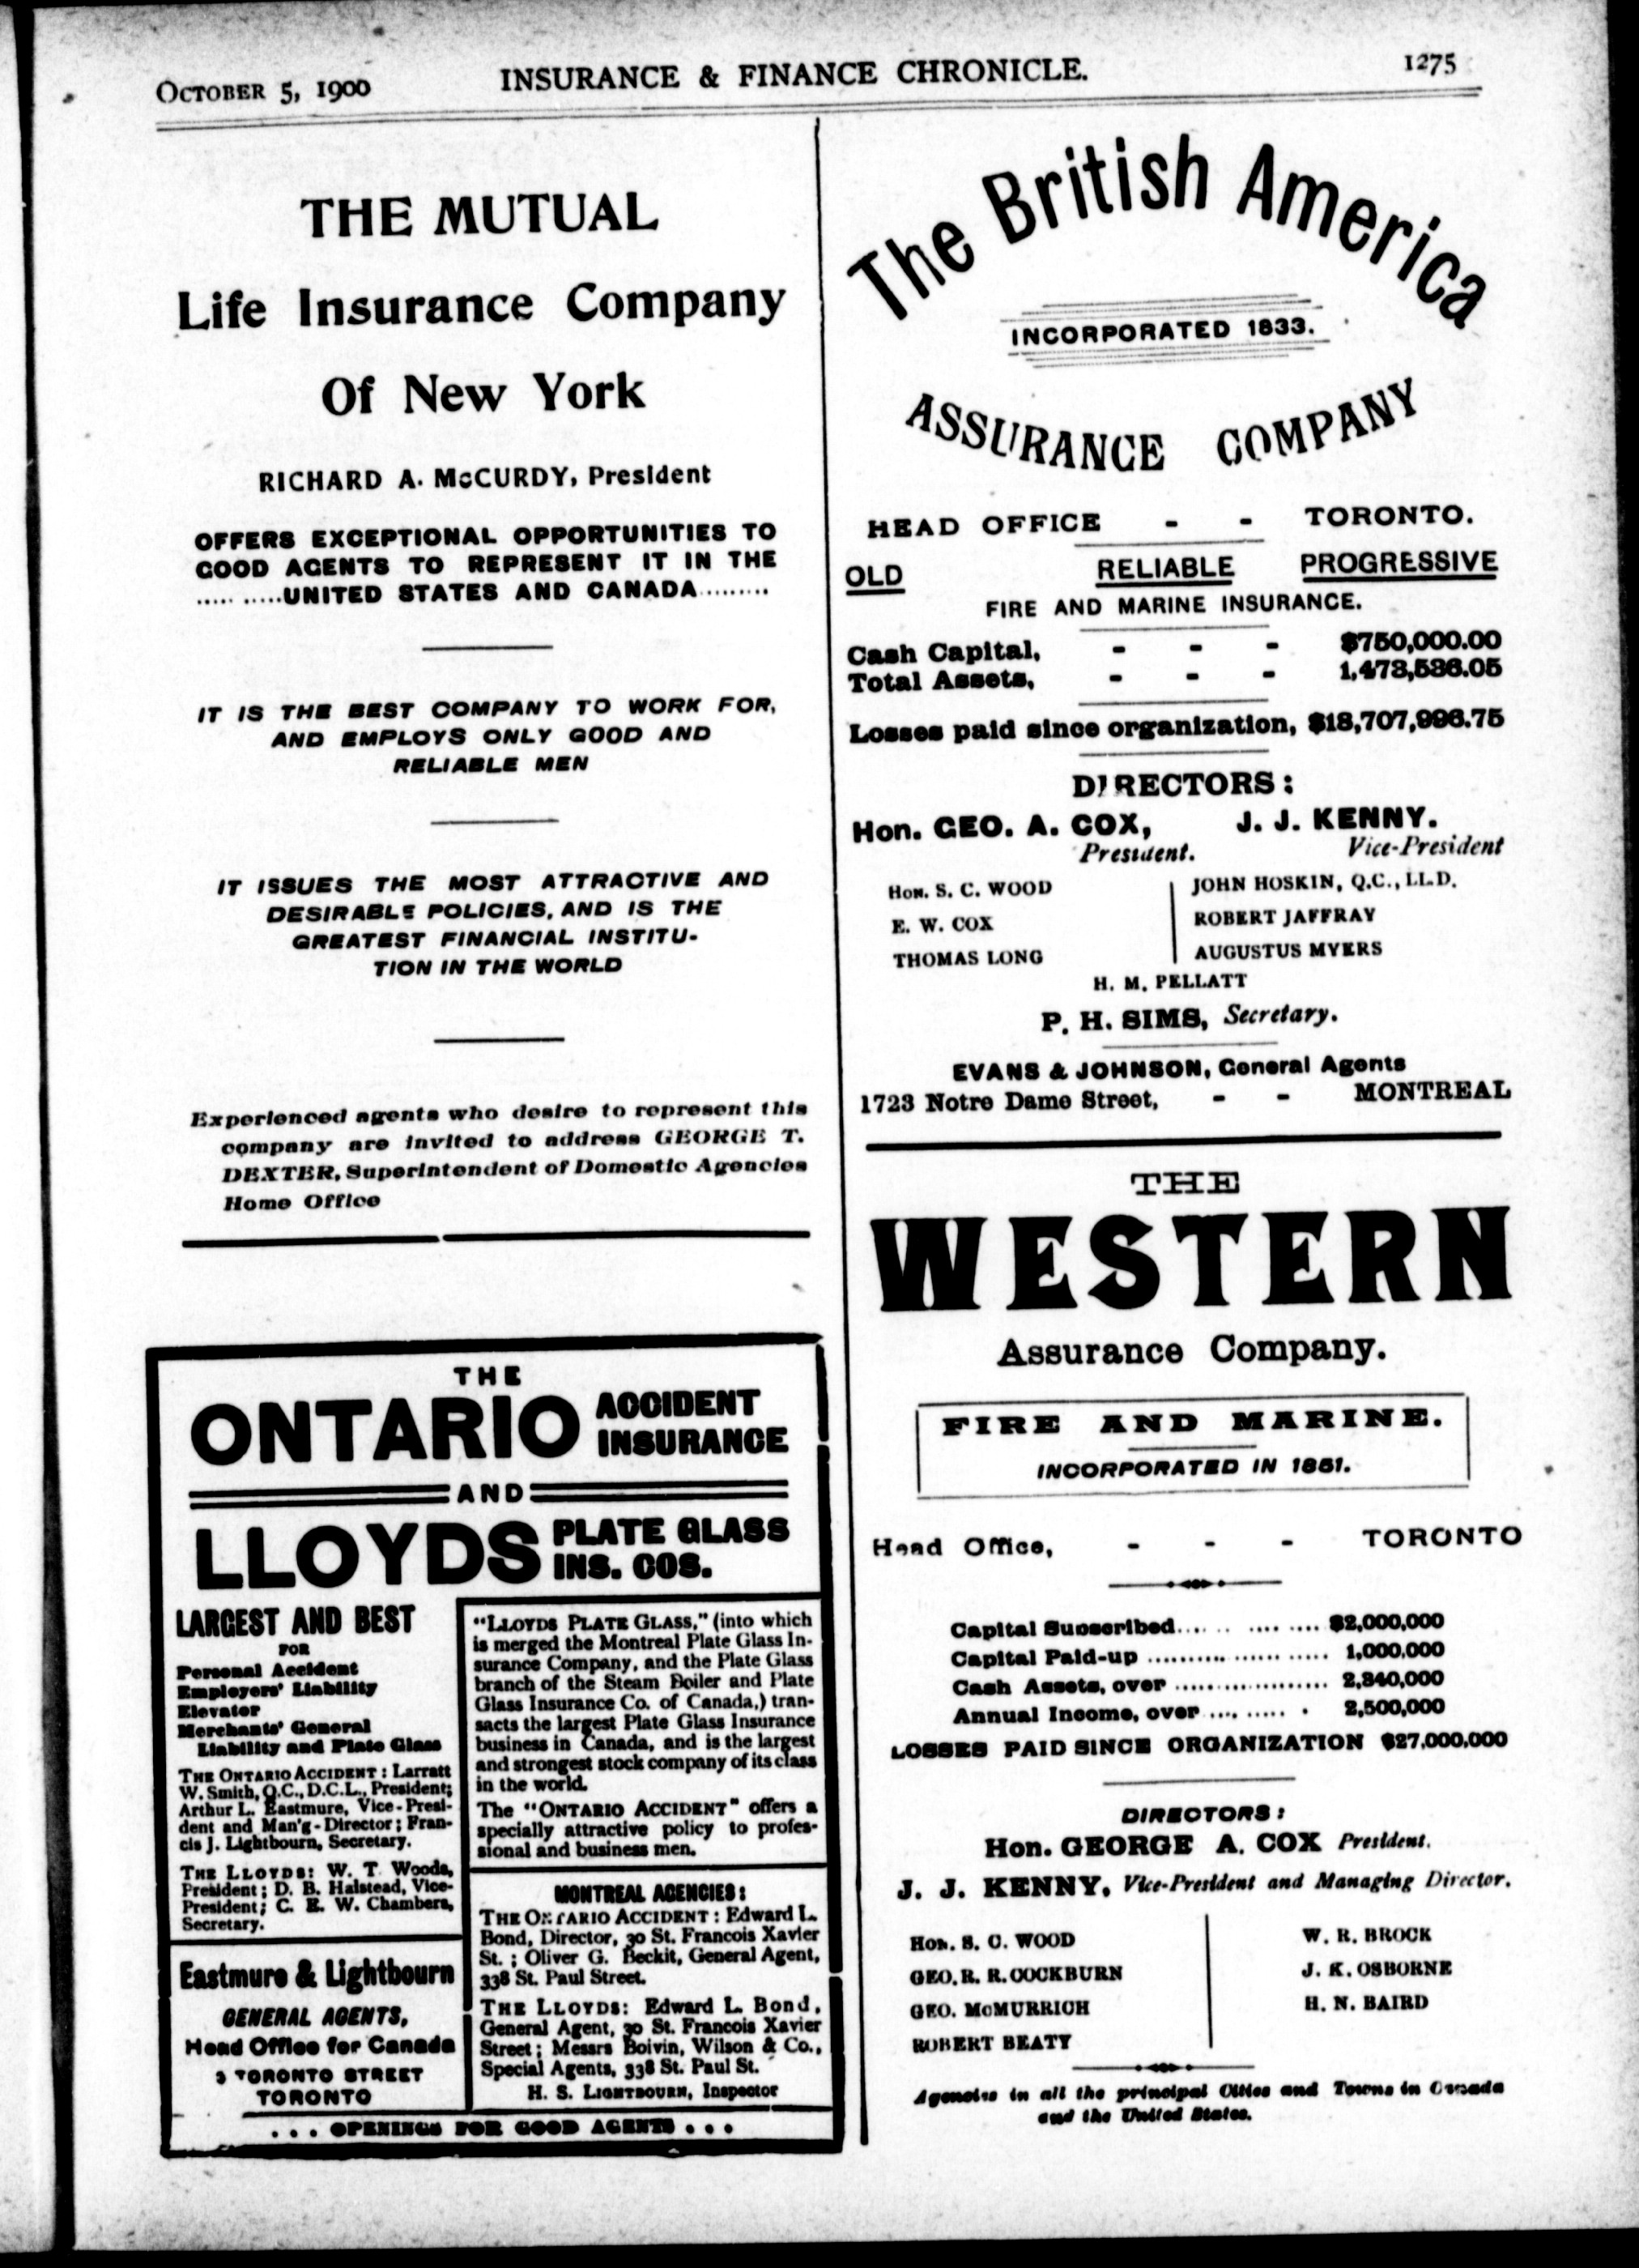 OCTOBER 5, 1900
INSURANCE & FINANCE CHRONICLE.
1275
THE MUTUAL
Life Insurance Company
Of New York
RICHARD A. McCURDY, President
OFFERS EXCEPTIONAL OPPORTUNITIES TO
GOOD AGENTS TO REPRESENT IT IN THE
..........UNITED STATES AND CANADA.........
IT IS THE BEST COMPANY TO WORK FOR,
AND EMPLOYS ONLY GOOD AND
RELIABLE MEN
IT ISSUES THE MOST ATTRACTIVE AND
DESIRABLE POLICIES, AND IS THE
GREATEST FINANCIAL INSTITU-
TION IN THE WORLD
Experienced agents who desire to represent this
company are invited to address GEORGE T.
DEXTER, Superintendent of Domestic Agencies
Home Office
THE
ONTARIO ACCIDENT
INSURANCE
AND
LLOYDS PLATE GLASS
INS. COS.
LARGEST AND BEST
FOR
Personal Accident
Employers' Liability
Elevator
Merchants' General
Liability and Plate Glass
THE ONTARIO ACCIDENT: Larratt
W. Smith, Q.C., D.C.L., President;
Arthur L. Eastmure, Vice-Presi-
dent and Man'g-Director; Fran-
cis J. Lightbourn, Secretary.
THE LLOYDS: W. T. Woods,
President; D. B. Halstead, Vice-
President; C. E. W. Chambers,
Secretary.
Eastmure & Lightbourn
GENERAL AGENTS,
Head Office for Canada
3 TORONTO STREET
TORONTO
"LLOYDS PLATE GLASS," (into which
is merged the Montreal Plate Glass In-
surance Company, and the Plate Glass
branch of the Steam Boiler and Plate
Glass Insurance Co. of Canada,) tran-
sacts the largest Plate Glass Insurance
business in Canada, and is the largest
and strongest stock company of its class
in the world.
The "ONTARIO ACCIDENT" offers a
specially attractive policy to profes-
sional and business men.
MONTREAL AGENCIES:
THE ONTARIO ACCIDENT: Edward L.
Bond, Director, 30 St. Francois Xavier
St.; Oliver G. Beckit, General Agent,
338 St. Paul Street.
THE LLOYDS: Edward L. Bond,
General Agent, 30 St. Francois Xavier
Street; Messrs Boivin, Wilson & Co.,
Special Agents, 338 St. Paul St.
H. S. LIGHTBOURN, Inspector
... OPENINGS FOR GOOD AGENTS ...
The British America
INCORPORATED 1833.
ASSURANCE COMPANY
HEAD OFFICE - - TORONTO.
OLD RELIABLE PROGRESSIVE
FIRE AND MARINE INSURANCE.
Cash Capital, - - - $750,000.00
Total Assets, - - - 1,473,536.05
Losses paid since organization, $18,707,996.75
DIRECTORS:
Hon. GEO. A. COX, J. J. KENNY.
President. Vice-President
HON. S. C. WOOD JOHN HOSKIN, Q.C., LL.D.
E. W. COX ROBERT JAFFRAY
THOMAS LONG AUGUSTUS MYERS
H. M. PELLATT
P. H. SIMS, Secretary.
EVANS & JOHNSON, General Agents
1723 Notre Dame Street, - - MONTREAL
THE
WESTERN
Assurance Company.
FIRE AND MARINE.
INCORPORATED IN 1851.
Head Office, - - - TORONTO
Capital Subscribed.......... $2,000,000
Capital Paid-up .......... 1,000,000
Cash Assets, over .......... 2,340,000
Annual Income, over .......... 2,500,000
LOSSES PAID SINCE ORGANIZATION $27,000,000
DIRECTORS:
Hon. GEORGE A. COX President.
J. J. KENNY, Vice-President and Managing Director.
HON. S. C. WOOD W. R. BROCK
GEO. R. R. COCKBURN J. K. OSBORNE
GEO. McMURRICH H. N. BAIRD
ROBERT BEATY
Agencies in all the principal Cities and Towns in Canada
and the United States.